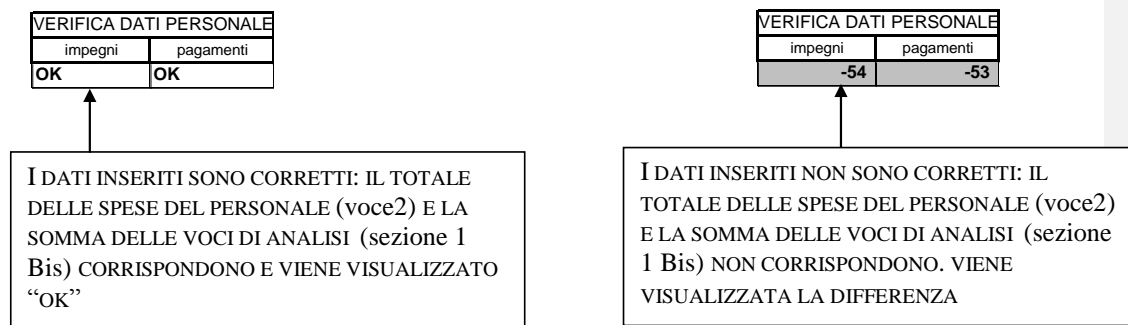 VERIFICA DATI PERSONALE
impegni pagamenti
OK OK
I DATI INSERITI SONO CORRETTI: IL TOTALE
DELLE SPESE DEL PERSONALE (voce2) E LA
SOMMA DELLE VOCI DI ANALISI (sezione 1
Bis) CORRISPONDONO E VIENE VISUALIZZATO
“OK”
VERIFICA DATI PERSONALE
impegni pagamenti
-54 -53
I DATI INSERITI NON SONO CORRETTI: IL
TOTALE DELLE SPESE DEL PERSONALE (voce2)
E LA SOMMA DELLE VOCI DI ANALISI (sezione
1 Bis) NON CORRISPONDONO. VIENE
VISUALIZZATA LA DIFFERENZA